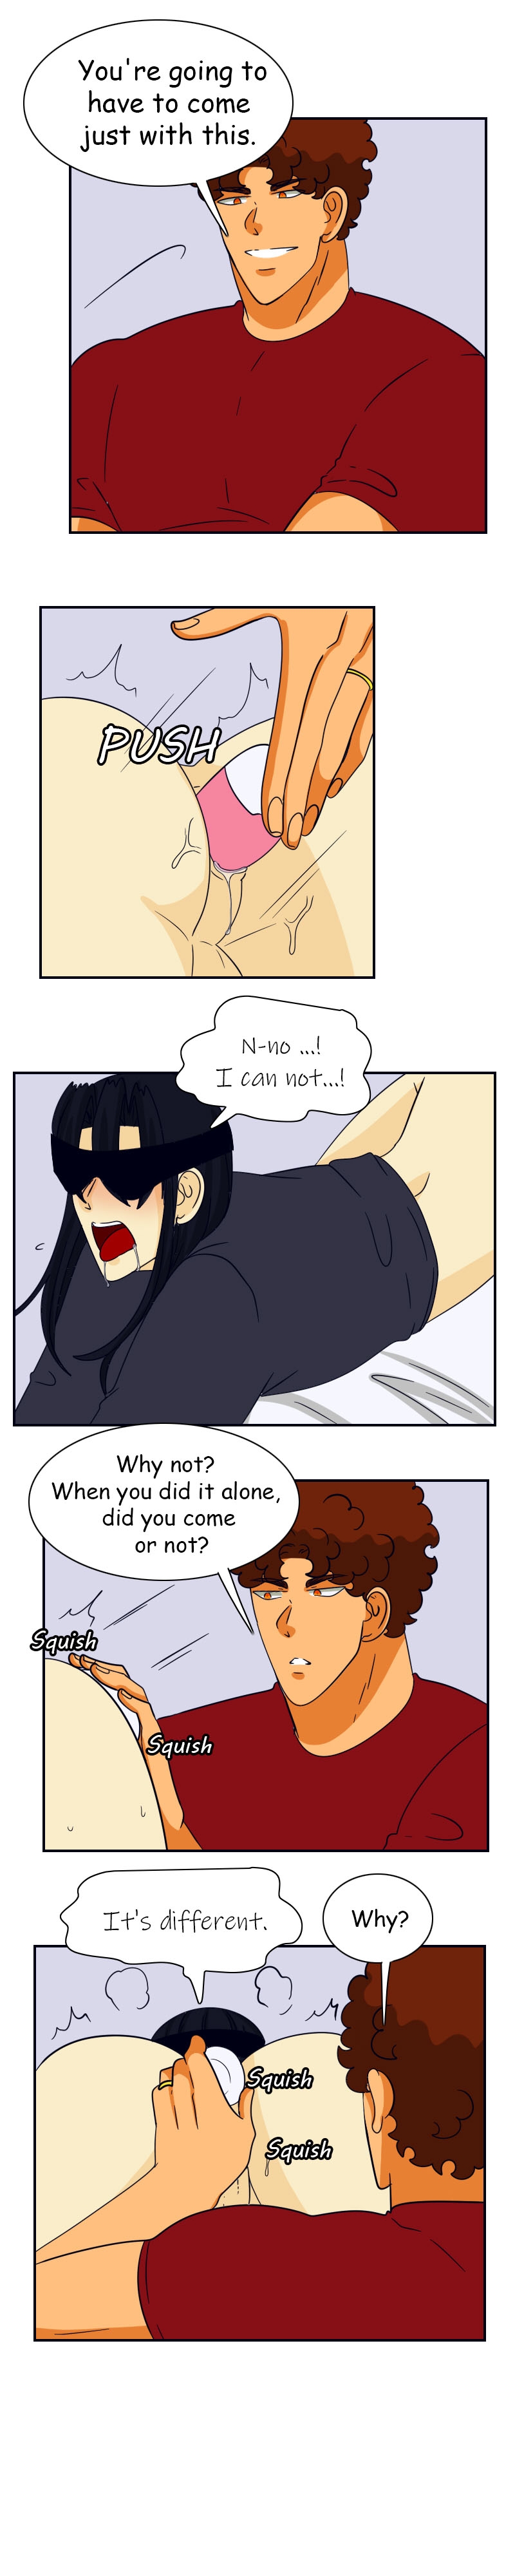 You're going to
have to come
just with this.
PUSH
N-no ...!
I can not...!
Why not?
When you did it alone,
did you come
or not?
Squish
Squish
It's different.
Why?
Squish
Squish